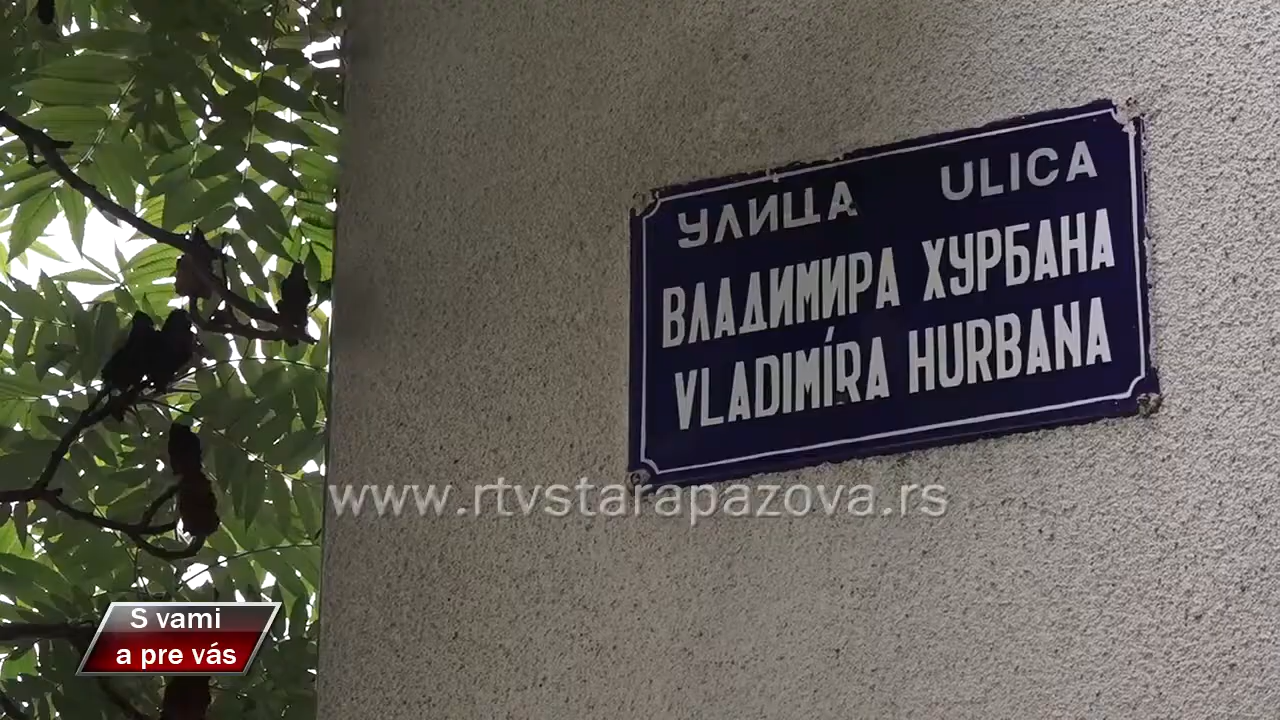 УЛИЦА ULICA
ВЛАДИМИРА ХУРБАНА
VLADIMÍRA HURBANA
www.rtvstarapazova.rs
S vami
a pre vás